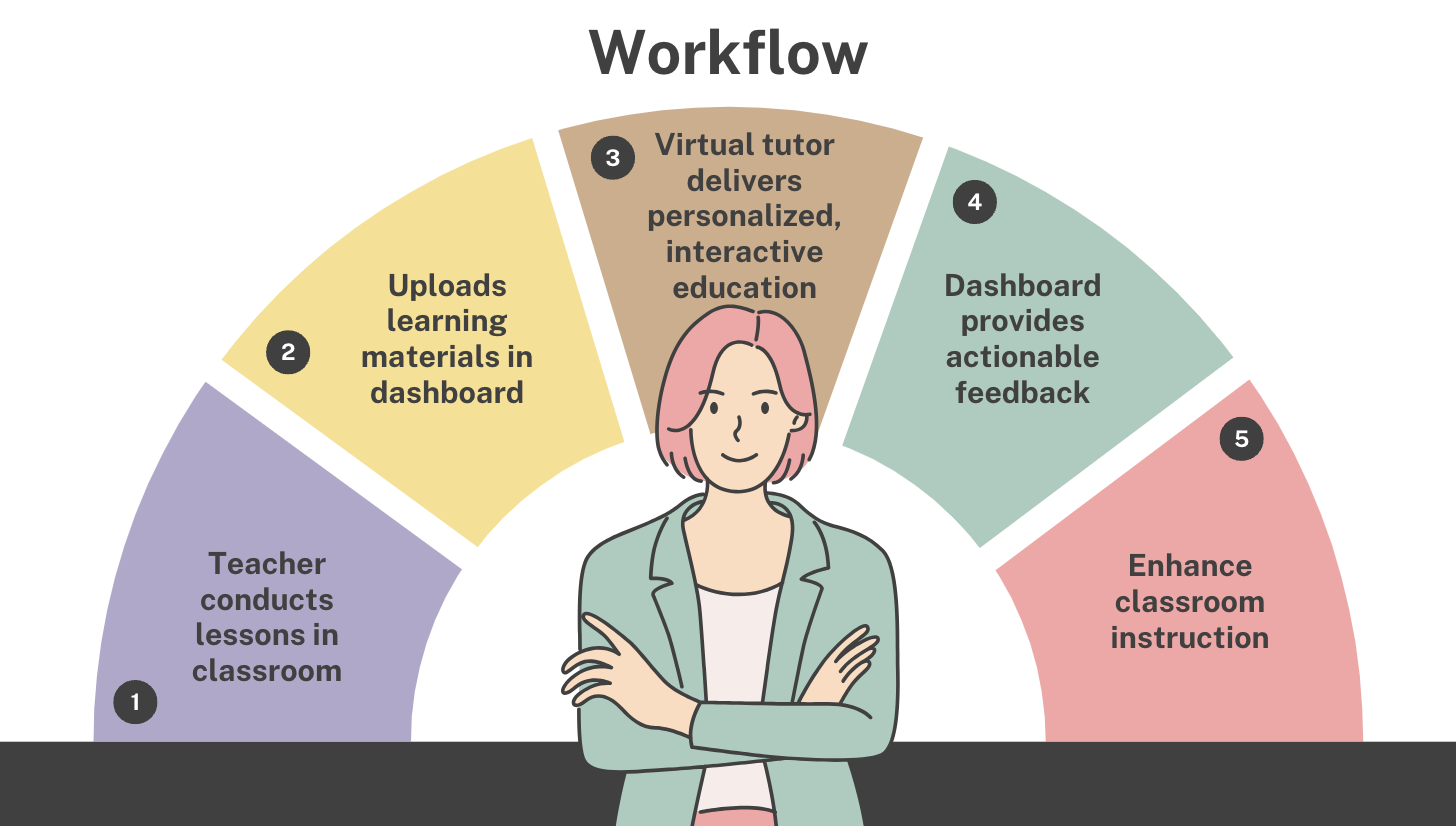 Workflow
1
Teacher
conducts
lessons in
classroom
2
Uploads
learning
materials in
dashboard
3
Virtual tutor
delivers
personalized,
interactive
education
4
Dashboard
provides
actionable
feedback
5
Enhance
classroom
instruction